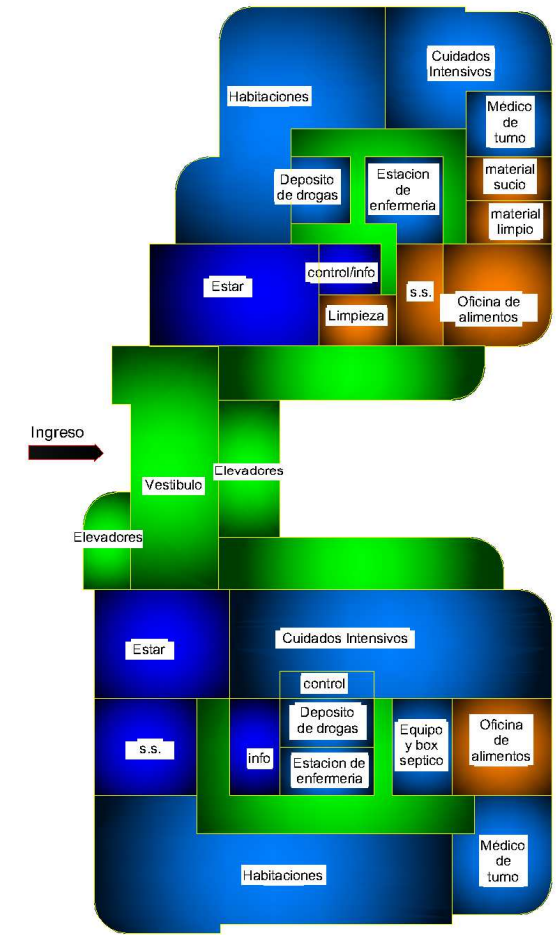 Cuidados
Intensivos
Habitaciones
Médico
de
turno
Deposito
de drogas
Estacion
de
enfermeria
material
sucio
material
limpio
Estar
control/info
s.s.
Oficina de
alimentos
Limpieza
Ingreso
Vestibulo
Elevadores
Elevadores
Estar
Cuidados Intensivos
control
s.s.
info
Deposito
de drogas
Estacion de
enfermeria
Equipo
y box
septico
Oficina
de
alimentos
Habitaciones
Médico
de
turno